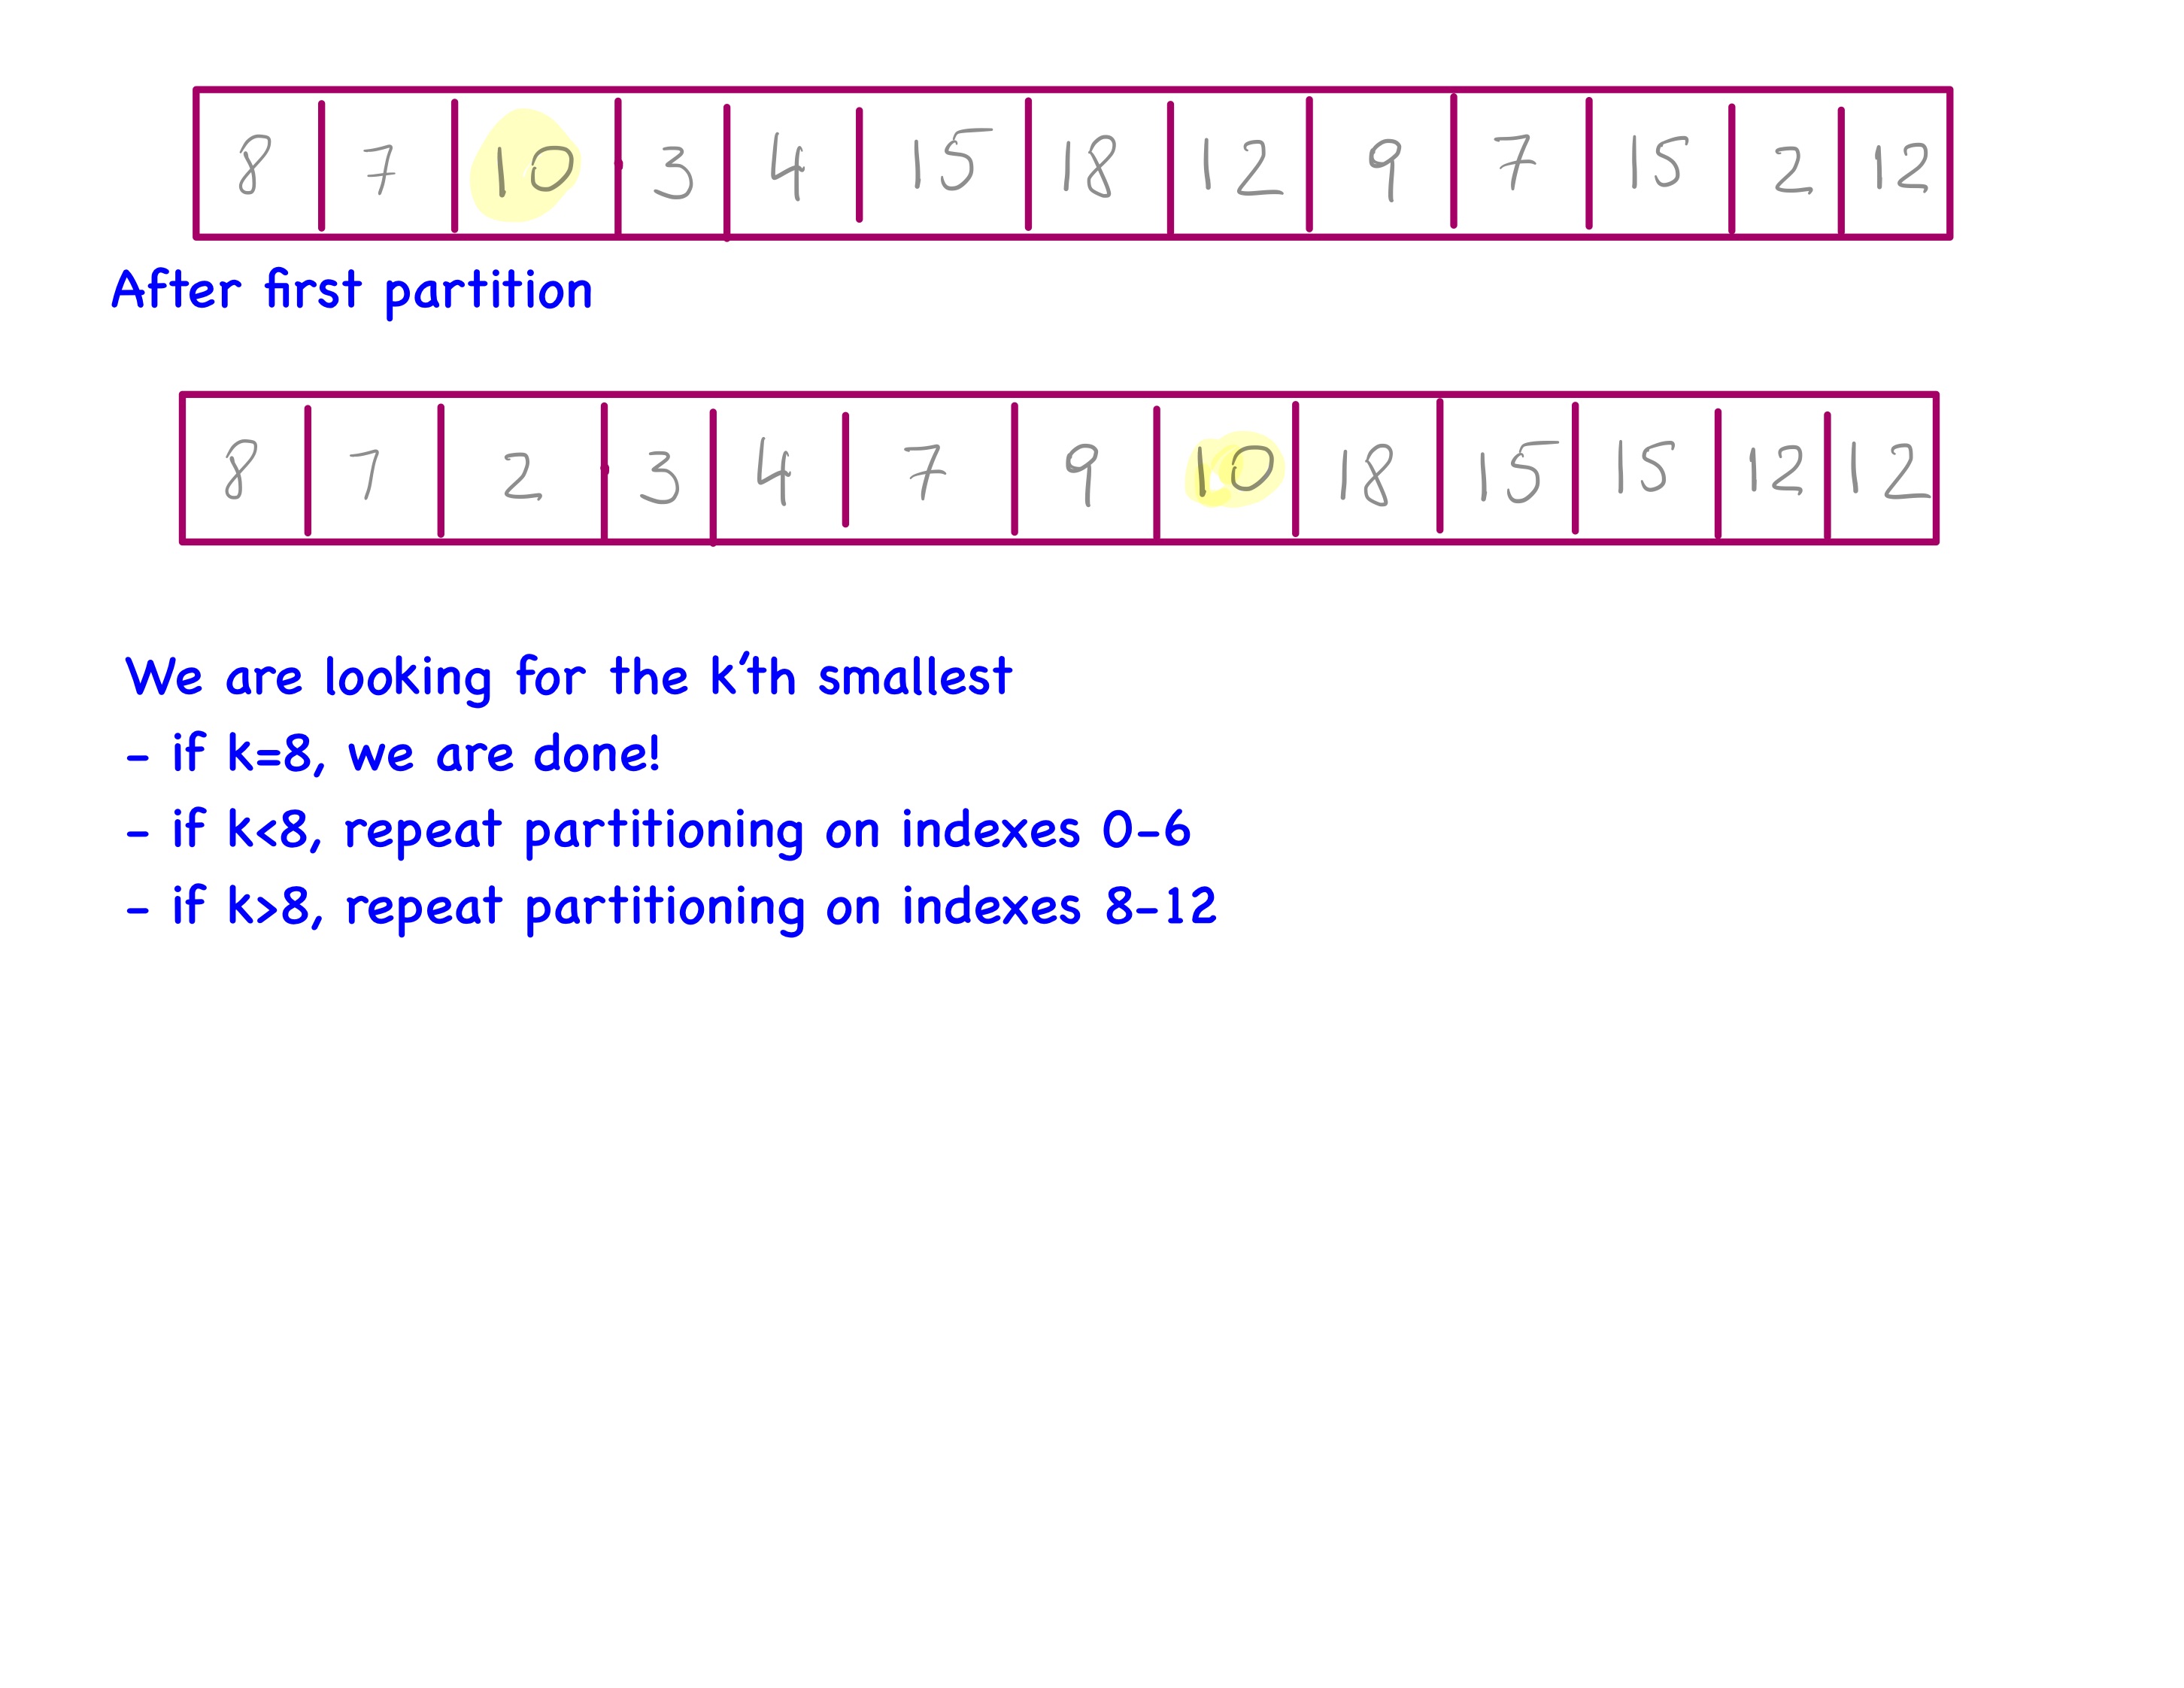 8 7 10 3 4 15 18 12 9 7 15 2 12
After first partition
8 7 2 3 4 7 9 10 18 15 15 12 12
We are looking for the k'th smalllest
- if k=8, we are done!
- if k<8, repeat partitioning on indexes 0-6
- if k>8, repeat partitioning on indexes 8-12